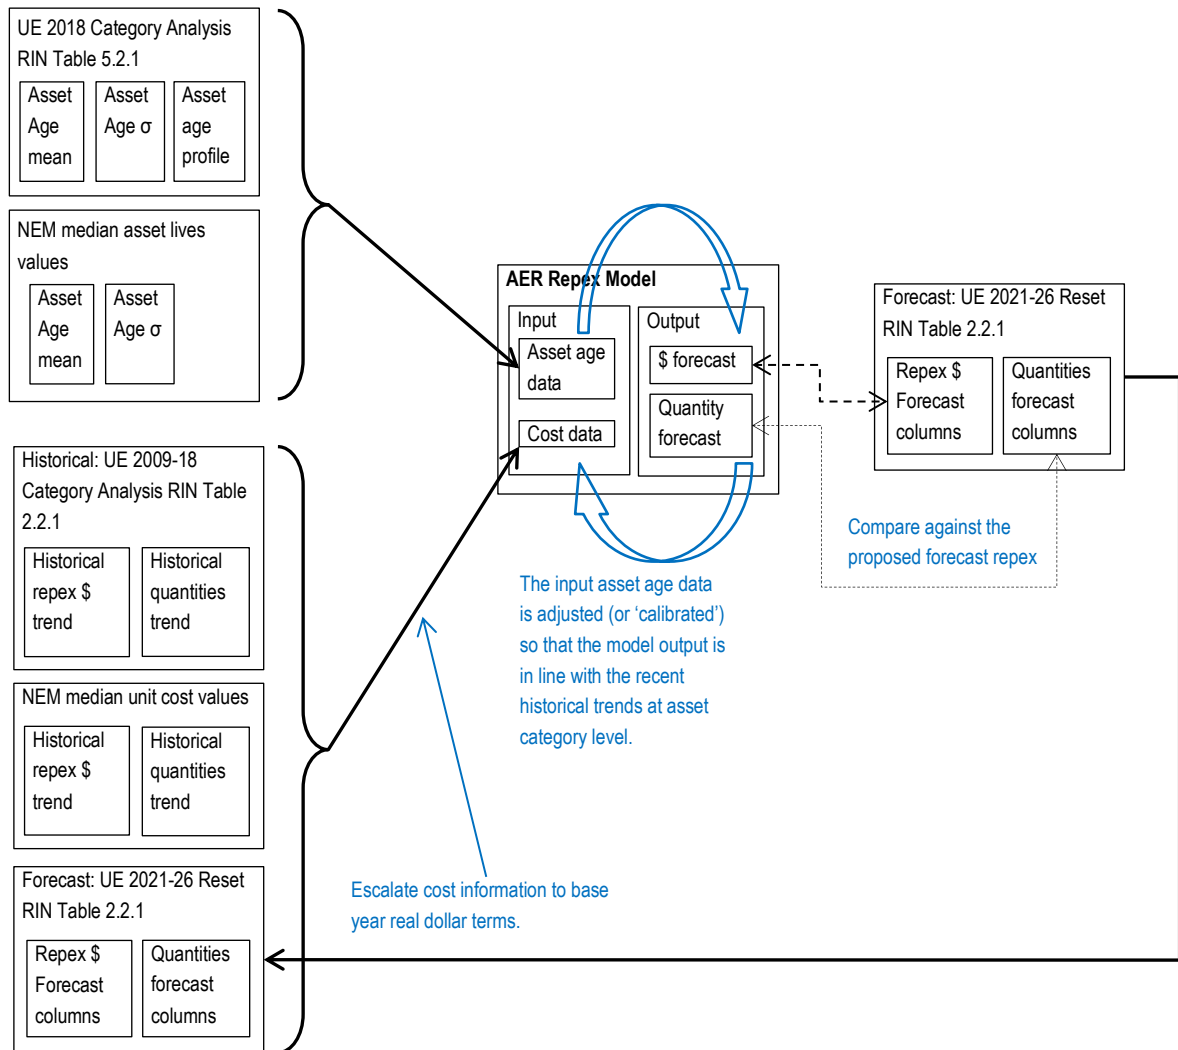 UE 2018 Category Analysis
RIN Table 5.2.1
Asset
Age
mean
Asset
Age σ
Asset
age
profile
NEM median asset lives
values
Asset
Age
mean
Asset
Age σ
Historical: UE 2009-18
Category Analysis RIN Table
2.2.1
Historical
repex $
trend
Historical
quantities
trend
NEM median unit cost values
Historical
repex $
trend
Historical
quantities
trend
Forecast: UE 2021-26 Reset
RIN Table 2.2.1
Repex $
Forecast
columns
Quantities
forecast
columns
AER Repex Model
Input
Asset age
data
Cost data
Output
$ forecast
Quantity
forecast
The input asset age data
is adjusted (or ‘calibrated’)
so that the model output is
in line with the recent
historical trends at asset
category level.
Escalate cost information to base
year real dollar terms.
Forecast: UE 2021-26 Reset
RIN Table 2.2.1
Repex $
Forecast
columns
Quantities
forecast
columns
Compare against the
proposed forecast repex